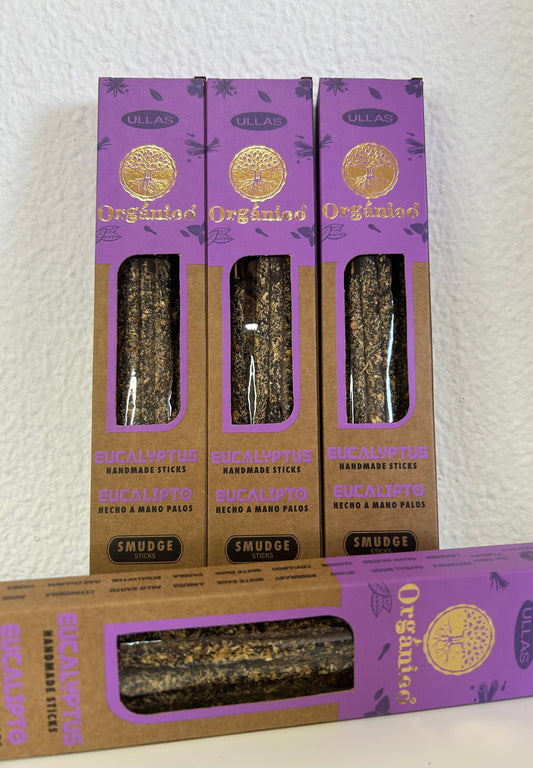 ULLAS
Orgánico
EUCALYPTUS
HANDMADE STICKS
EUCALIPTO
HECHO A MANO PALOS
SMUDGE
STICKS
ULLAS
Orgánico
EUCALYPTUS
HANDMADE STICKS
EUCALIPTO
HECHO A MANO PALOS
SMUDGE
STICKS
ULLAS
Orgánico
EUCALYPTUS
HANDMADE STICKS
EUCALIPTO
HECHO A MANO PALOS
SMUDGE
STICKS
ULLAS
Orgánico
EUCALYPTUS
HANDMADE STICKS
EUCALIPTO